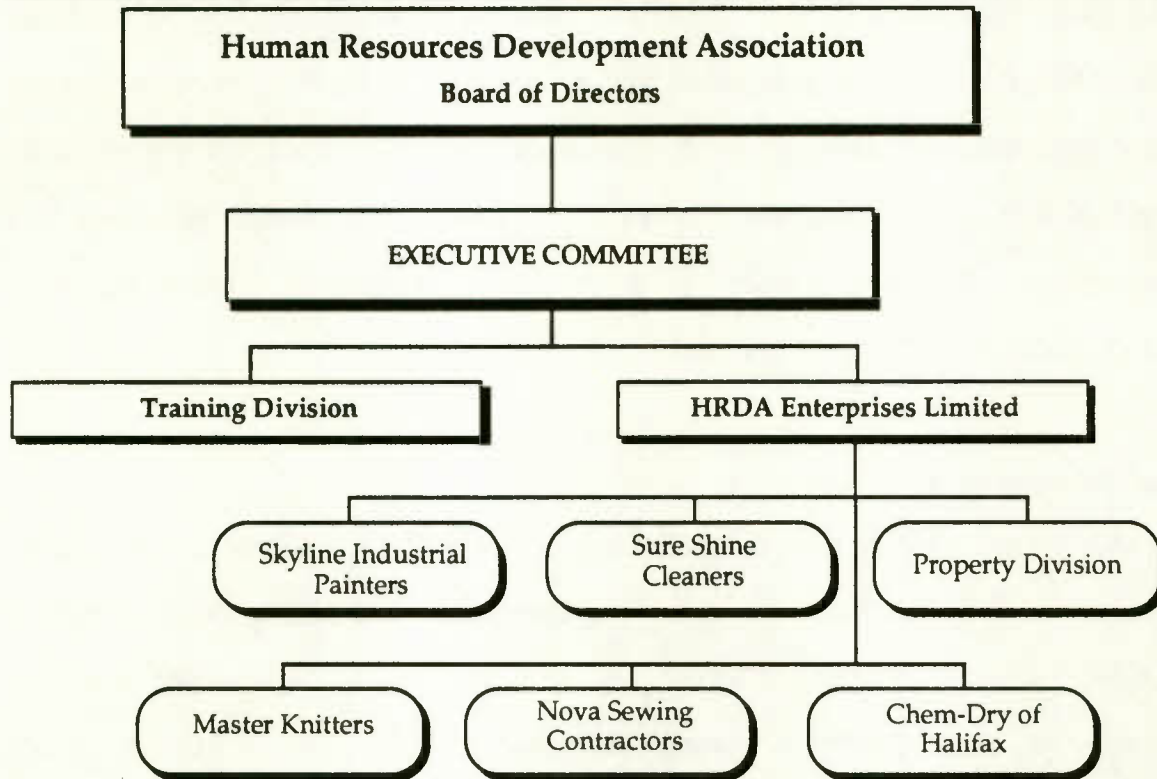 Human Resources Development Association
Board of Directors
EXECUTIVE COMMITTEE
Training Division
HRDA Enterprises Limited
Skyline Industrial
Painters
Sure Shine
Cleaners
Property Division
Master Knitters
Nova Sewing
Contractors
Chem-Dry of
Halifax